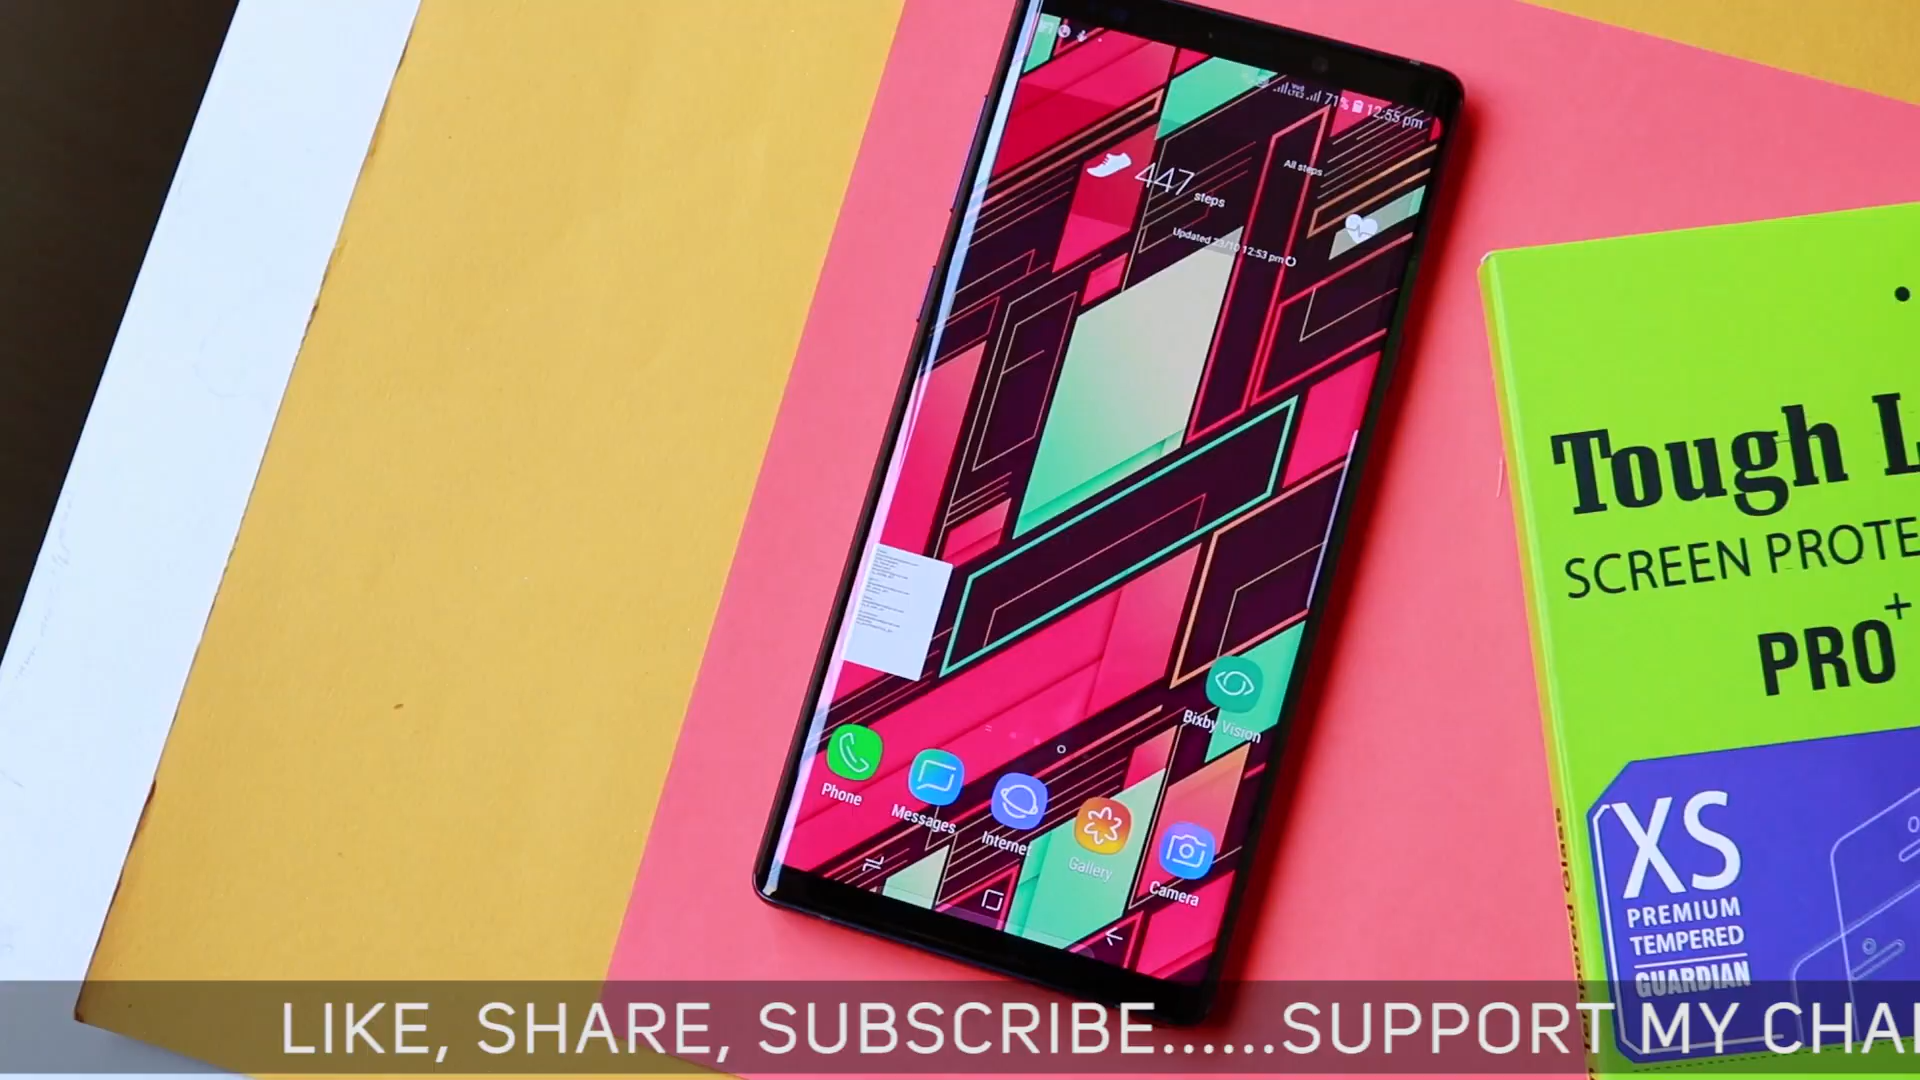 71% 12:55 pm
447 steps
All steps
Updated 23/10 12:53 pm
Bixby Vision
Phone
Messages
Internet
Gallery
Camera
Tough L
SCREEN PROTE
PRO+
XS
PREMIUM
TEMPERED
GUARDIAN
LIKE, SHARE, SUBSCRIBE......SUPPORT MY CHA